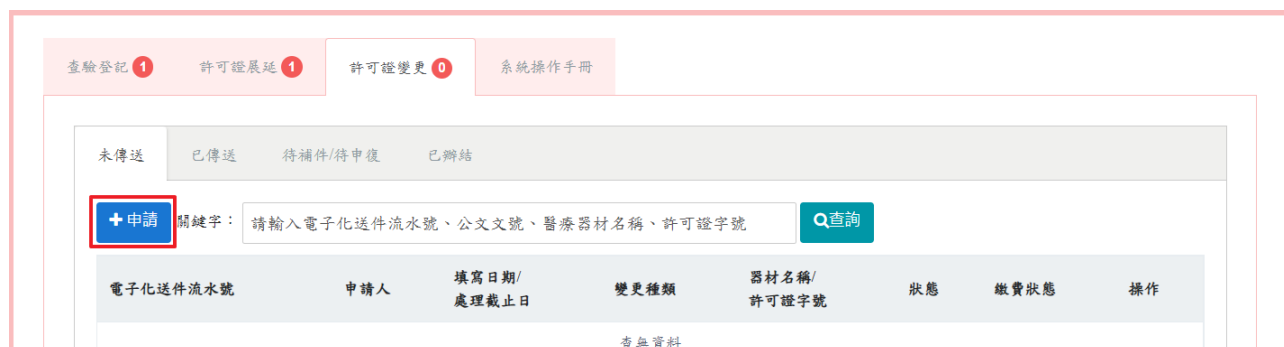 查驗登記 1 許可證展延 1 許可證變更 0 系統操作手冊
未傳送 已傳送 待補件/待申復 已辦結
申請 關鍵字： 請輸入電子化送件流水號、公文文號、醫療器材名稱、許可證字號 查詢
電子化送件流水號 申請人 填寫日期/ 變更種類 器材名稱/ 狀態 繳費狀態 操作
處理截止日 許可證字號
查無資料